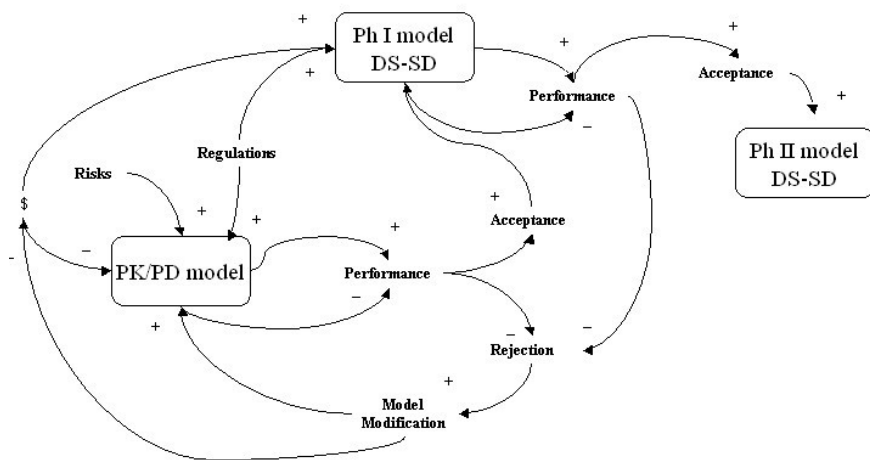 +
+
+
Ph I model
DS-SD
+
Acceptance
Performance
+
+
–
Ph II model
DS-SD
Regulations
Risks
$
+
+
+
Acceptance
-
–
PK/PD model
+
Performance
–
+
–
–
Rejection
+
Model
Modification